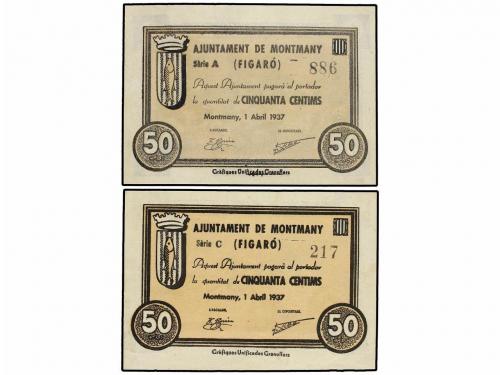 AJUNTAMENT DE MONTMANY
Sèrie A (FIGARÓ) 886
Aquest Ajuntament pagarà al portador
la quantitat de CINQUANTA CENTIMS
Montmany, 1 Abril 1937
50 50
Gràfiques Unificades Granollers
AJUNTAMENT DE MONTMANY
Sèrie C (FIGARÓ) 217
Aquest Ajuntament pagarà al portador
la quantitat de CINQUANTA CENTIMS
Montmany, 1 Abril 1937
50 50
Gràfiques Unificades Granollers